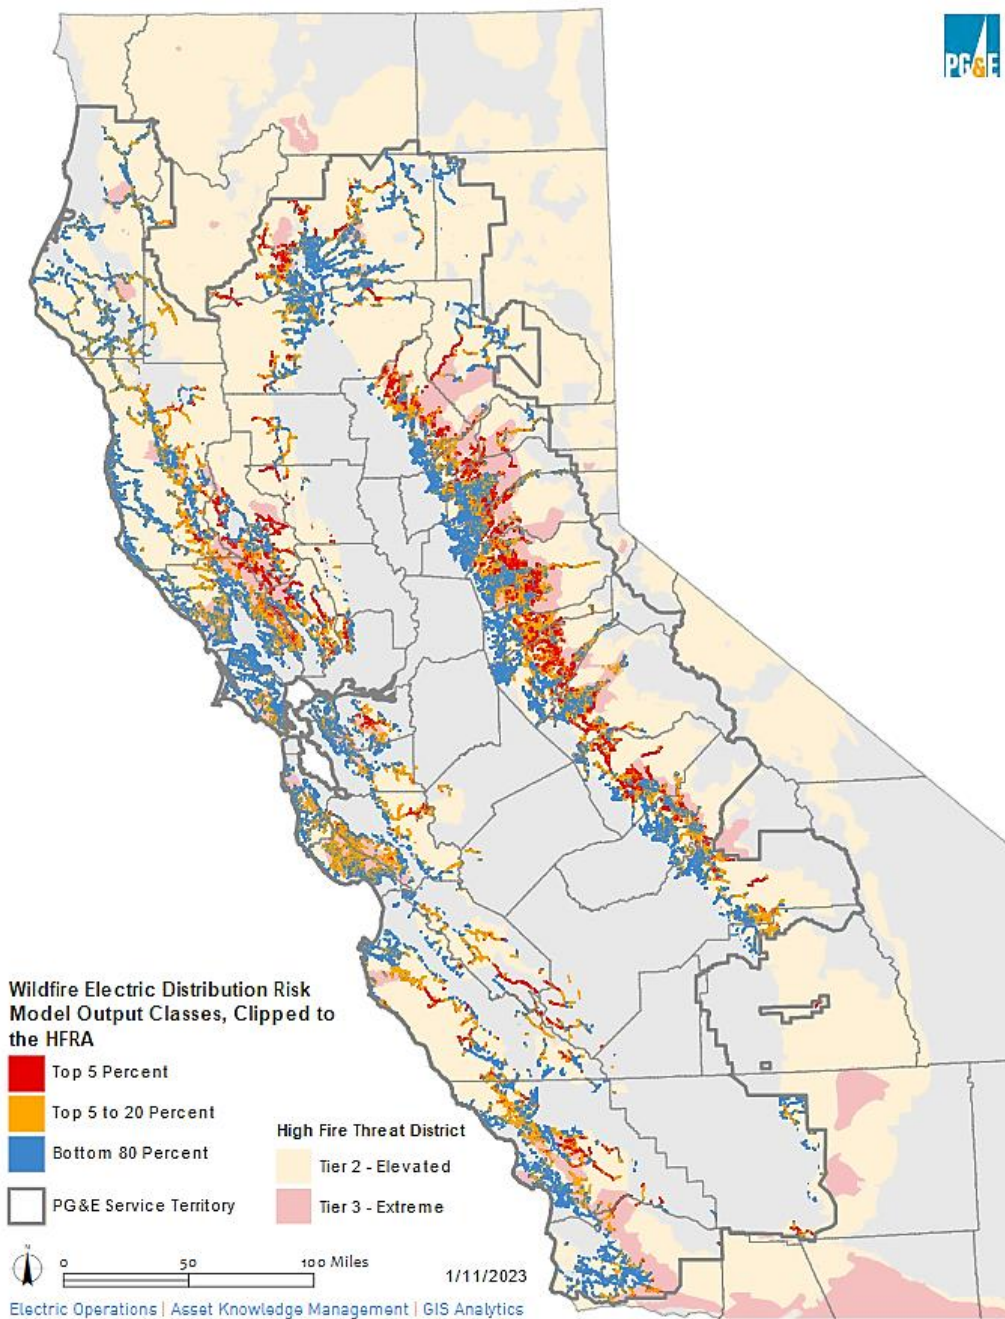 PG&E
Wildfire Electric Distribution Risk
Model Output Classes, Clipped to
the HFRA
Top 5 Percent
Top 5 to 20 Percent
Bottom 80 Percent
PG&E Service Territory
High Fire Threat District
Tier 2 - Elevated
Tier 3 - Extreme
N
0 50 100 Miles
1/11/2023
Electric Operations | Asset Knowledge Management | GIS Analytics